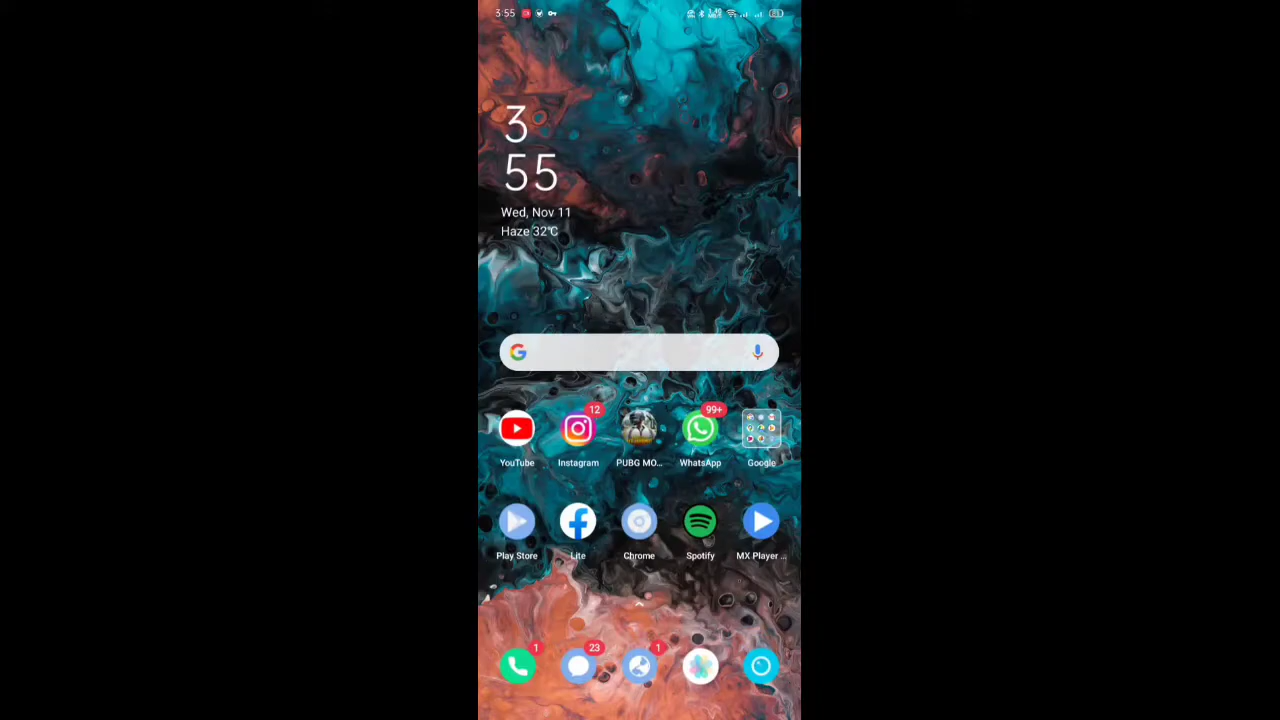 3:55
3
55
Wed, Nov 11
Haze 32°C
12
99+
YouTube
Instagram
PUBG MO...
WhatsApp
Google
Play Store
Lite
Chrome
Spotify
MX Player ...
1
23
1